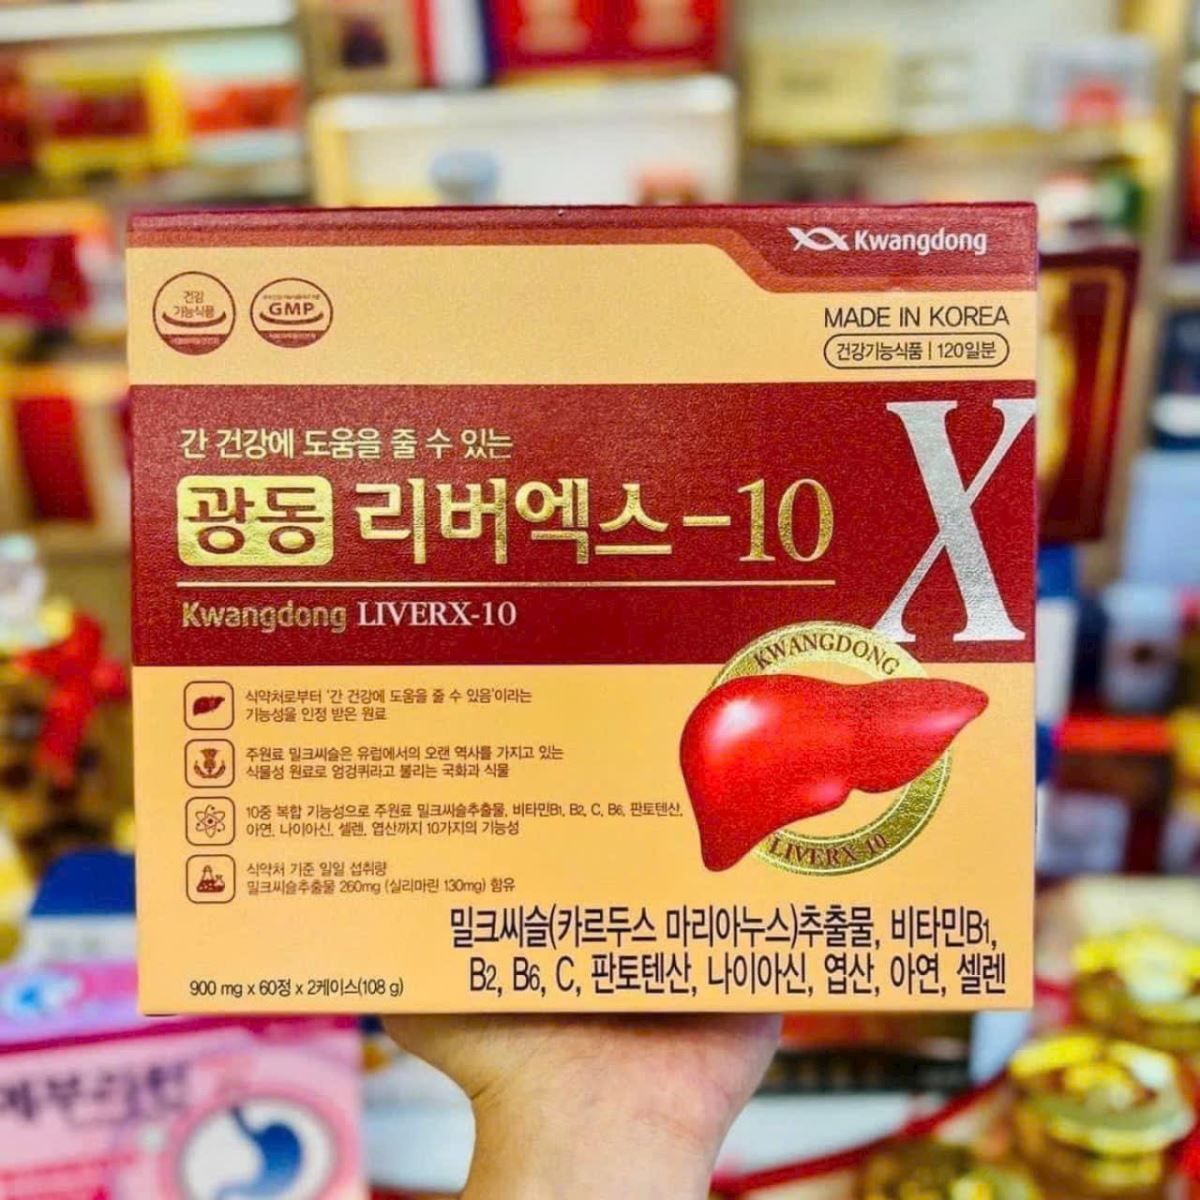 Kwangdong
건강
기능식품
GMP
MADE IN KOREA
건강기능식품 | 120일분
X
간 건강에 도움을 줄 수 있는
광동 리버엑스-10
Kwangdong LIVERX-10
KWANGDONG
LIVERX-10
식약처로부터 '간 건강에 도움을 줄 수 있음'이라는
기능성을 인정 받은 원료
주원료 밀크씨슬은 유럽에서의 오랜 역사를 가지고 있는
식물성 원료로 엉겅퀴라고 불리는 국화과 식물
10중 복합 기능성으로 주원료 밀크씨슬추출물, 비타민B1, B2, C, B6, 판토텐산,
아연, 나이아신, 셀렌, 엽산까지 10가지의 기능성
식약처 기준 일일 섭취량
밀크씨슬추출물 260mg (실리마린 130mg) 함유
밀크씨슬(카르두스 마리아누스)추출물, 비타민B1,
B2, B6, C, 판토텐산, 나이아신, 엽산, 아연, 셀렌
900 mg x 60정 x 2케이스(108 g)